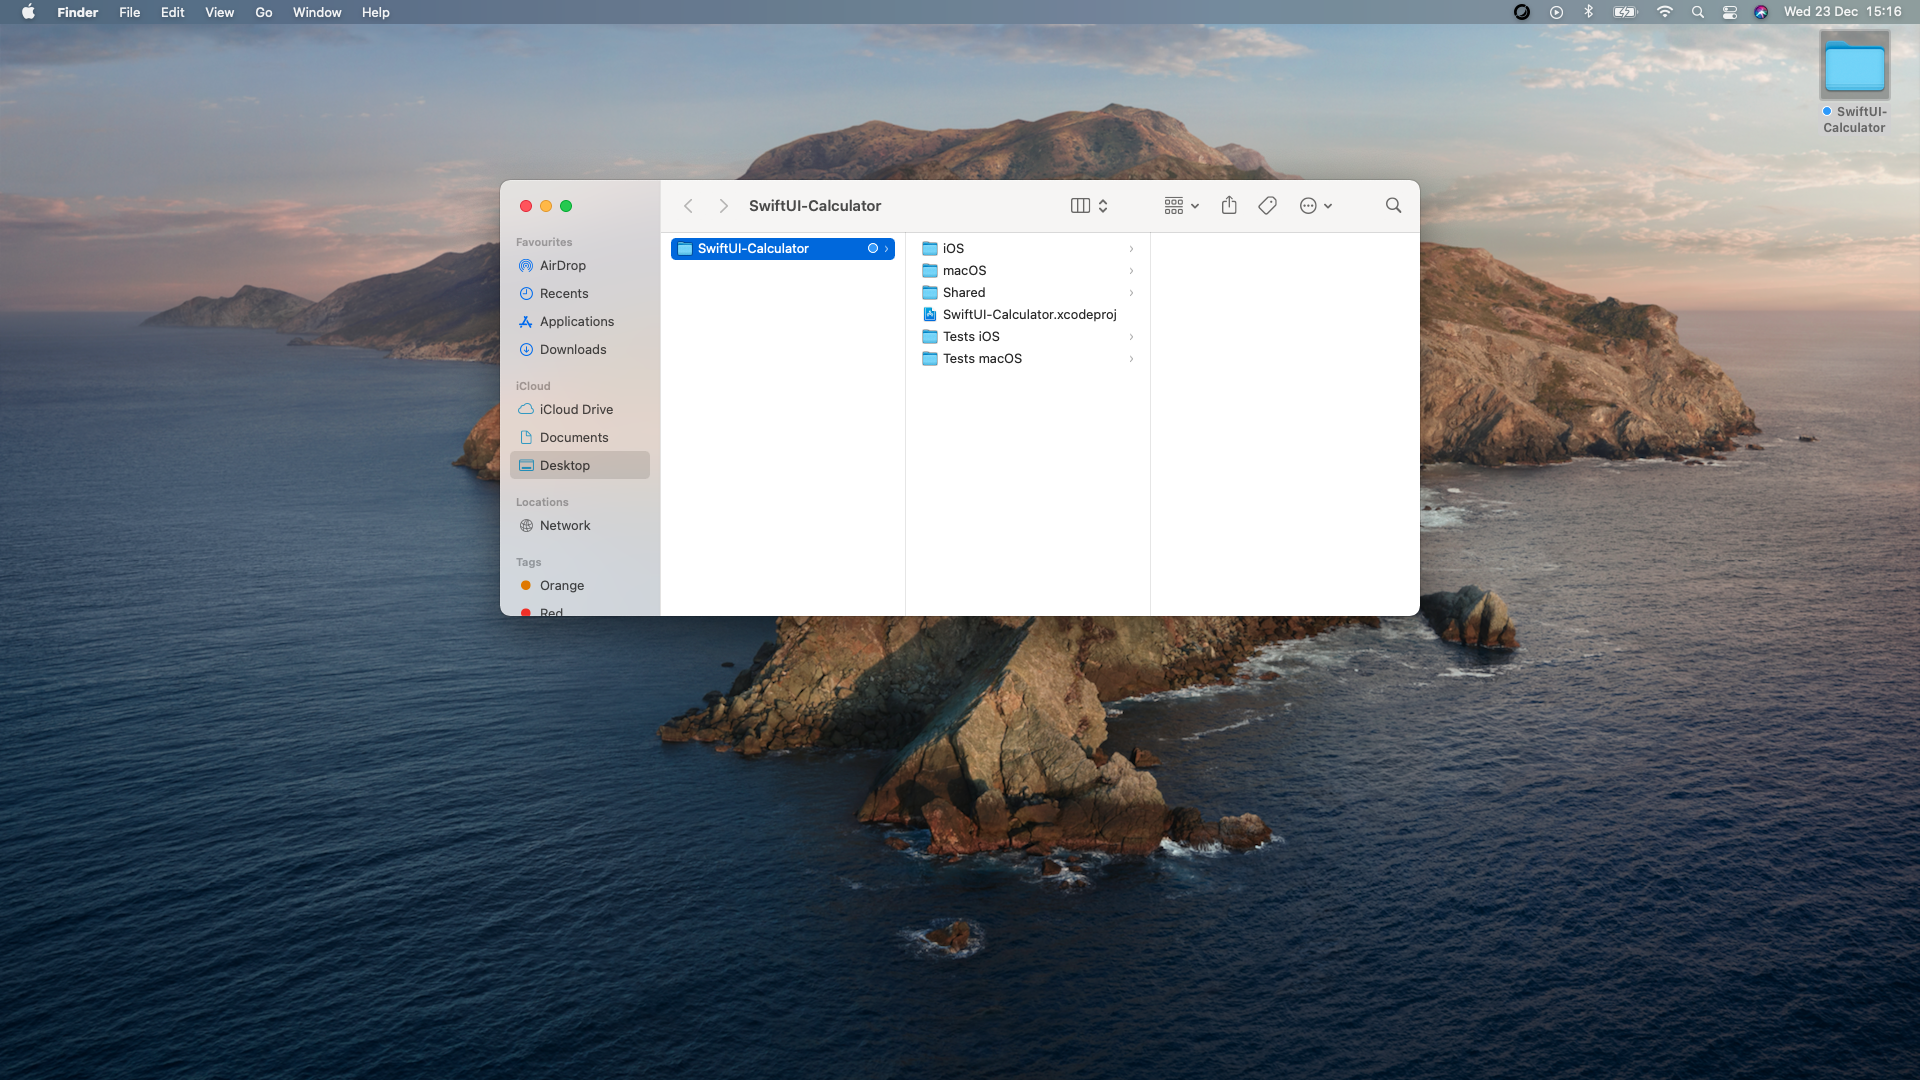 Finder File Edit View Go Window Help
Wed 23 Dec 15:16
SwiftUI-
Calculator
SwiftUI-Calculator
Favourites
AirDrop
Recents
Applications
Downloads
iCloud
iCloud Drive
Documents
Desktop
Locations
Network
Tags
Orange
Red
SwiftUI-Calculator
iOS
macOS
Shared
SwiftUI-Calculator.xcodeproj
Tests iOS
Tests macOS